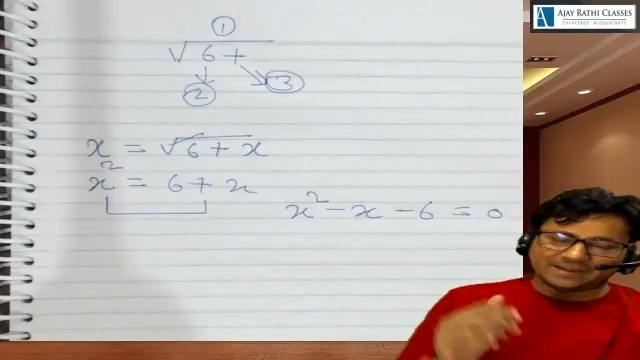 ①
√6+
② ③
x = √6+x
x² = 6+x
x² - x - 6 = 0
AJAY RATHI CLASSES
CHARTERED ACCOUNTANTS